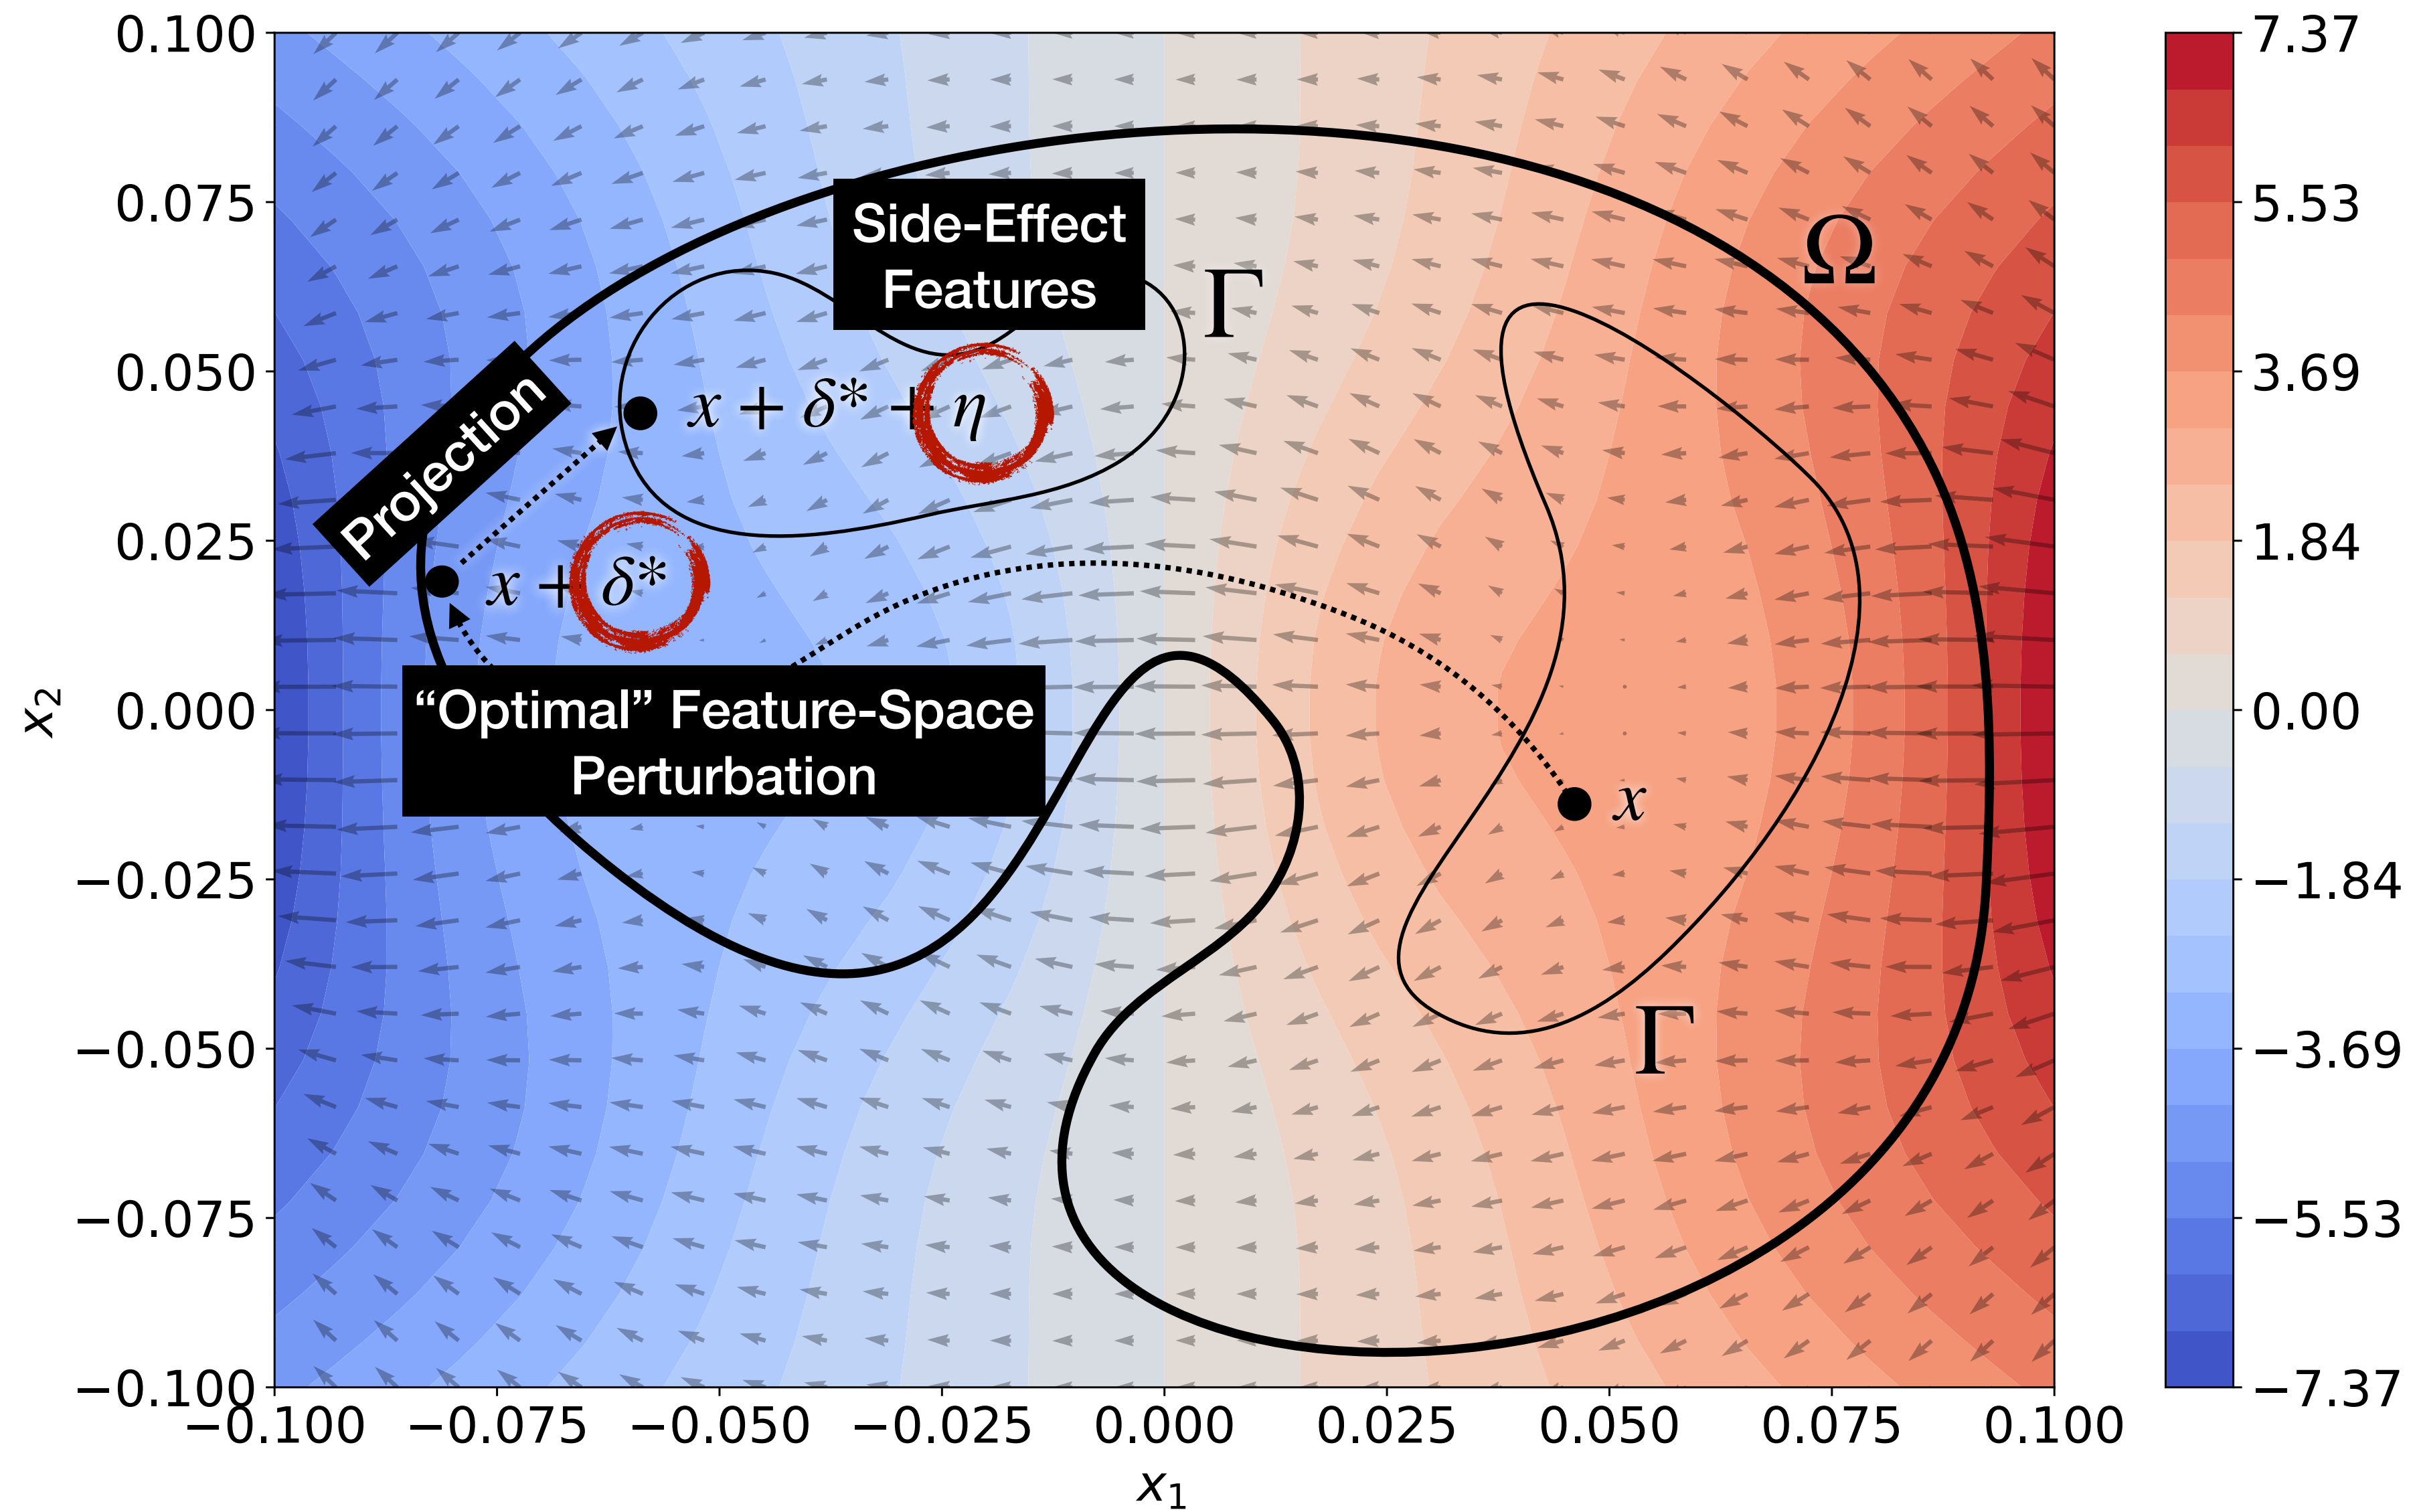 0.100
0.075
0.050
0.025
0.000
−0.025
−0.050
−0.075
−0.100
x₂
−0.100 −0.075 −0.050 −0.025 0.000 0.025 0.050 0.075 0.100
x₁
Side-Effect
Features
Γ
Ω
x + δ* + η
Projection
x + δ*
“Optimal” Feature-Space
Perturbation
x
Γ
7.37
5.53
3.69
1.84
0.00
−1.84
−3.69
−5.53
−7.37